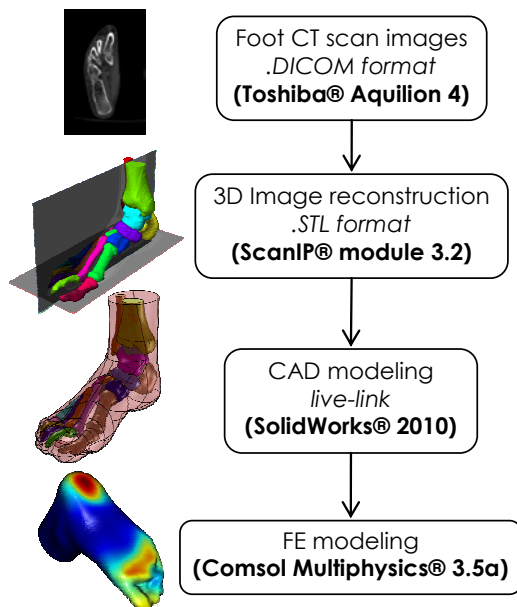 Foot CT scan images
.DICOM format
(Toshiba® Aquilion 4)
3D Image reconstruction
.STL format
(ScanIP® module 3.2)
CAD modeling
live-link
(SolidWorks® 2010)
FE modeling
(Comsol Multiphysics® 3.5a)